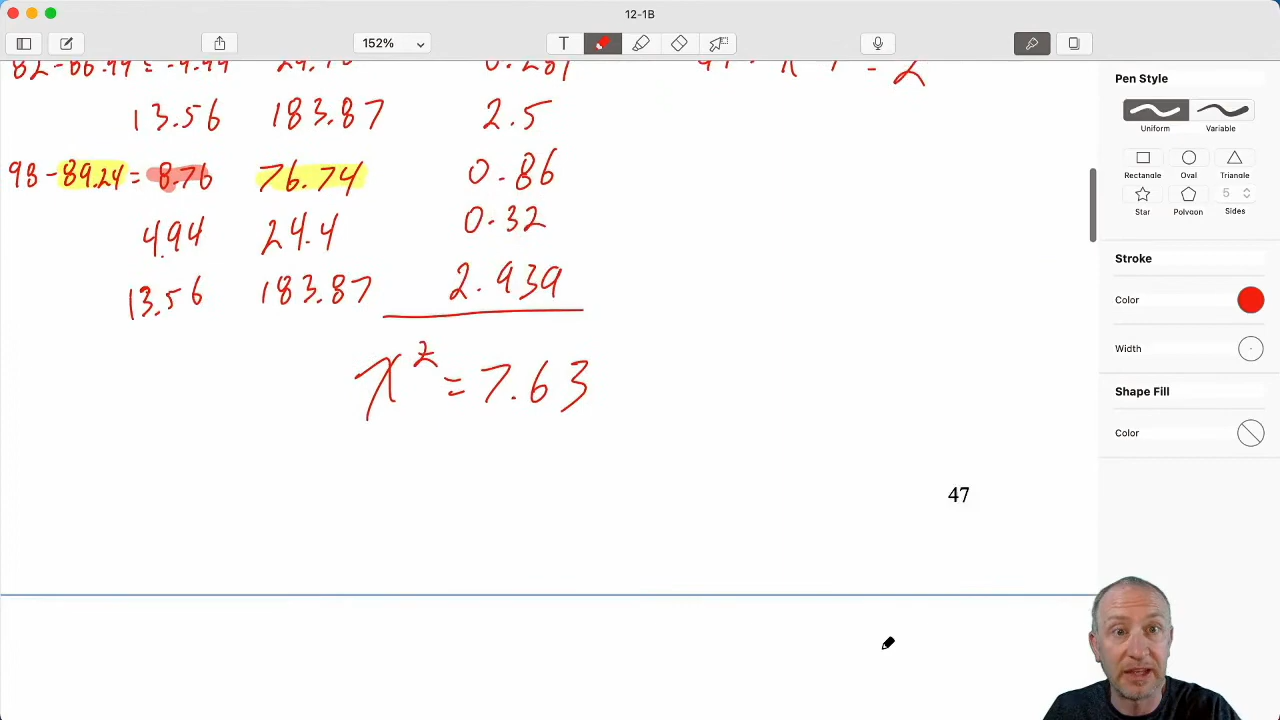 12-1B
152%
T
Pen Style
Uniform
Variable
Rectangle
Oval
Triangle
Star
Polygon
5
Sides
Stroke
Color
Width
Shape Fill
Color
13.56 183.87 2.5
98 - 89.24 = 8.76 76.74 0.86
4.94 24.4 0.32
13.56 183.87 2.939
χ² = 7.63
47